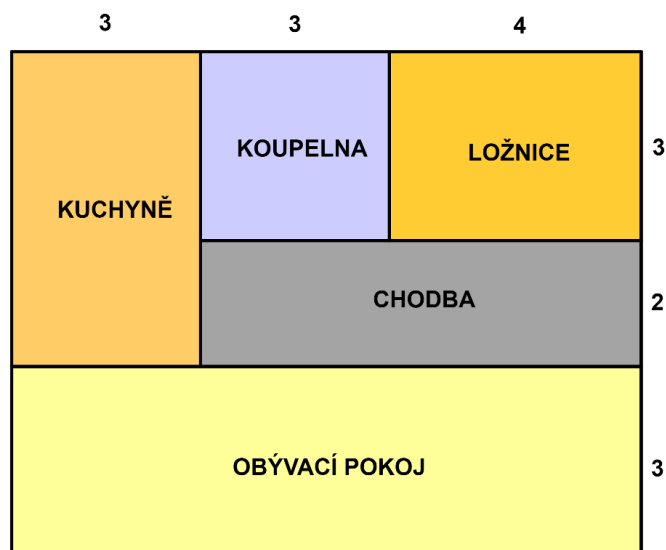 3 3 4
KOUPELNA LOŽNICE 3
KUCHYNĚ
CHODBA 2
OBÝVACÍ POKOJ 3